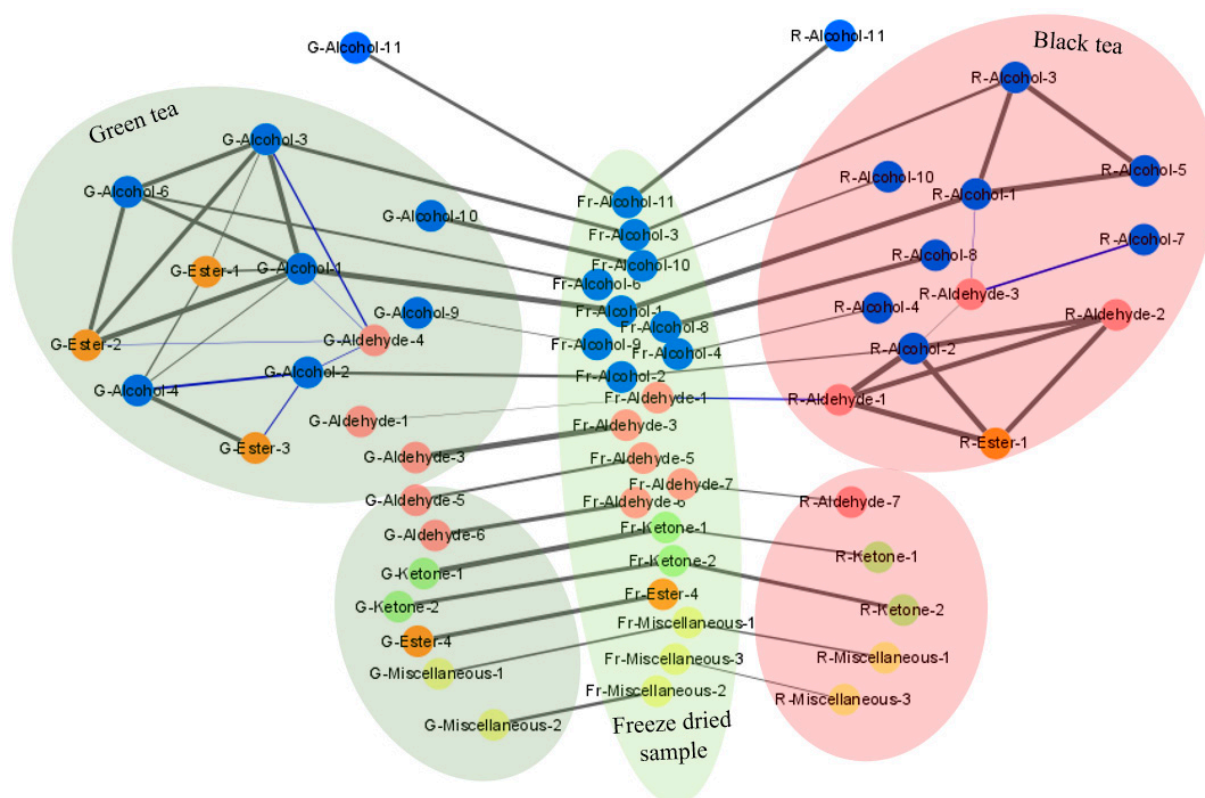 G-Alcohol-11
R-Alcohol-11
Black tea
R-Alcohol-3
Green tea
G-Alcohol-3
G-Alcohol-6
R-Alcohol-5
R-Alcohol-10
R-Alcohol-1
Fr-Alcohol-11
G-Alcohol-10
Fr-Alcohol-3
R-Alcohol-7
R-Alcohol-8
Fr-Alcohol-10
G-Ester-1
G-Alcohol-1
Fr-Alcohol-6
R-Aldehyde-3
Fr-Alcohol-1
R-Alcohol-4
G-Alcohol-9
Fr-Alcohol-8
R-Aldehyde-2
G-Ester-2
G-Aldehyde-4
Fr-Alcohol-9
Fr-Alcohol-4
R-Alcohol-2
G-Alcohol-4
G-Alcohol-2
Fr-Alcohol-2
Fr-Aldehyde-1
R-Aldehyde-1
G-Aldehyde-1
Fr-Aldehyde-3
G-Ester-3
R-Ester-1
G-Aldehyde-3
Fr-Aldehyde-5
Fr-Aldehyde-7
G-Aldehyde-5
Fr-Aldehyde-6
R-Aldehyde-7
G-Aldehyde-6
Fr-Ketone-1
R-Ketone-1
G-Ketone-1
Fr-Ketone-2
G-Ketone-2
Fr-Ester-4
R-Ketone-2
Fr-Miscellaneous-1
G-Ester-4
R-Miscellaneous-1
Fr-Miscellaneous-3
G-Miscellaneous-1
Fr-Miscellaneous-2
R-Miscellaneous-3
G-Miscellaneous-2
Freeze dried
sample